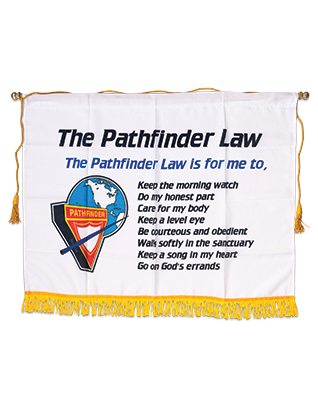 The Pathfinder Law
The Pathfinder Law is for me to,
Keep the morning watch
Do my honest part
Care for my body
Keep a level eye
Be courteous and obedient
Walk softly in the sanctuary
Keep a song in my heart
Go on God's errands
PATHFINDER